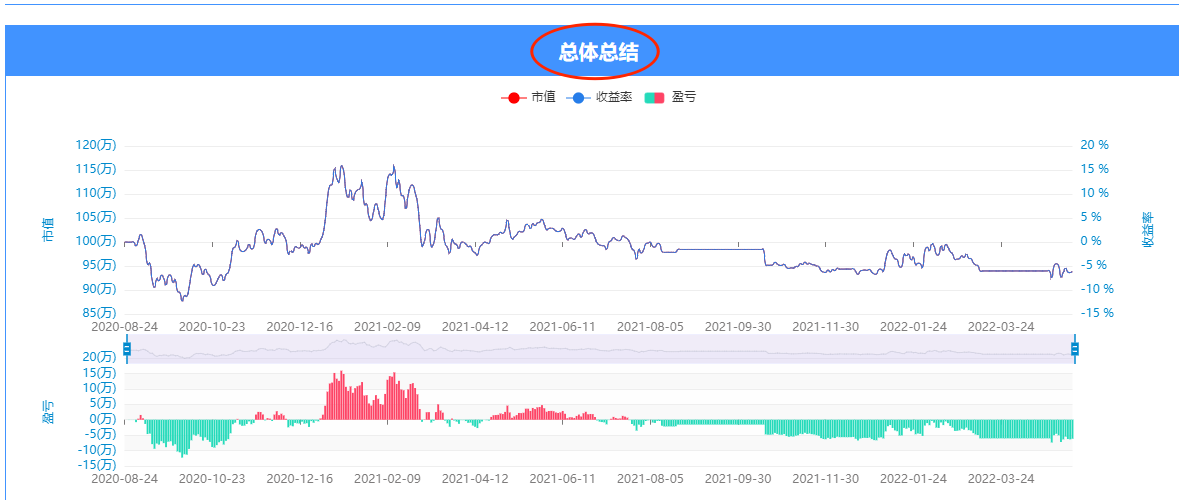 总体总结
市值 收益率 盈亏
120(万) 20 %
115(万) 15 %
110(万) 10 %
105(万) 5 %
市值 100(万) 0 % 收益率
95(万) -5 %
90(万) -10 %
85(万) -15 %
2020-08-24 2020-10-23 2020-12-16 2021-02-09 2021-04-12 2021-06-11 2021-08-05 2021-09-30 2021-11-30 2022-01-24 2022-03-24
20(万)
15(万)
10(万)
5(万)
盈亏 0(万)
-5(万)
-10(万)
-15(万)
2020-08-24 2020-10-23 2020-12-16 2021-02-09 2021-04-12 2021-06-11 2021-08-05 2021-09-30 2021-11-30 2022-01-24 2022-03-24